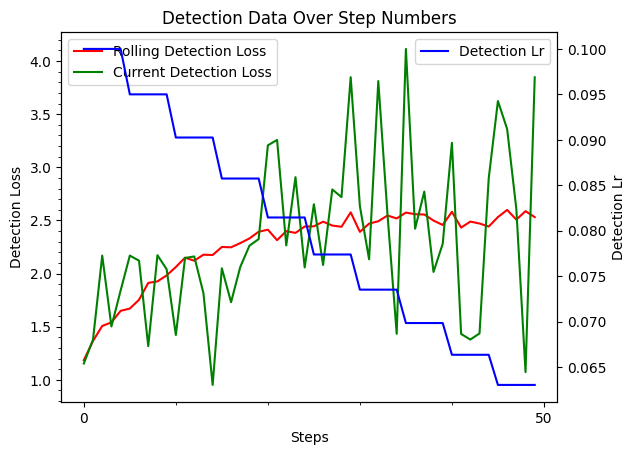 Detection Data Over Step Numbers
Rolling Detection Loss
Current Detection Loss
Detection Lr
4.0
3.5
3.0
2.5
2.0
1.5
1.0
Detection Loss
0.100
0.095
0.090
0.085
0.080
0.075
0.070
0.065
Detection Lr
0
50
Steps